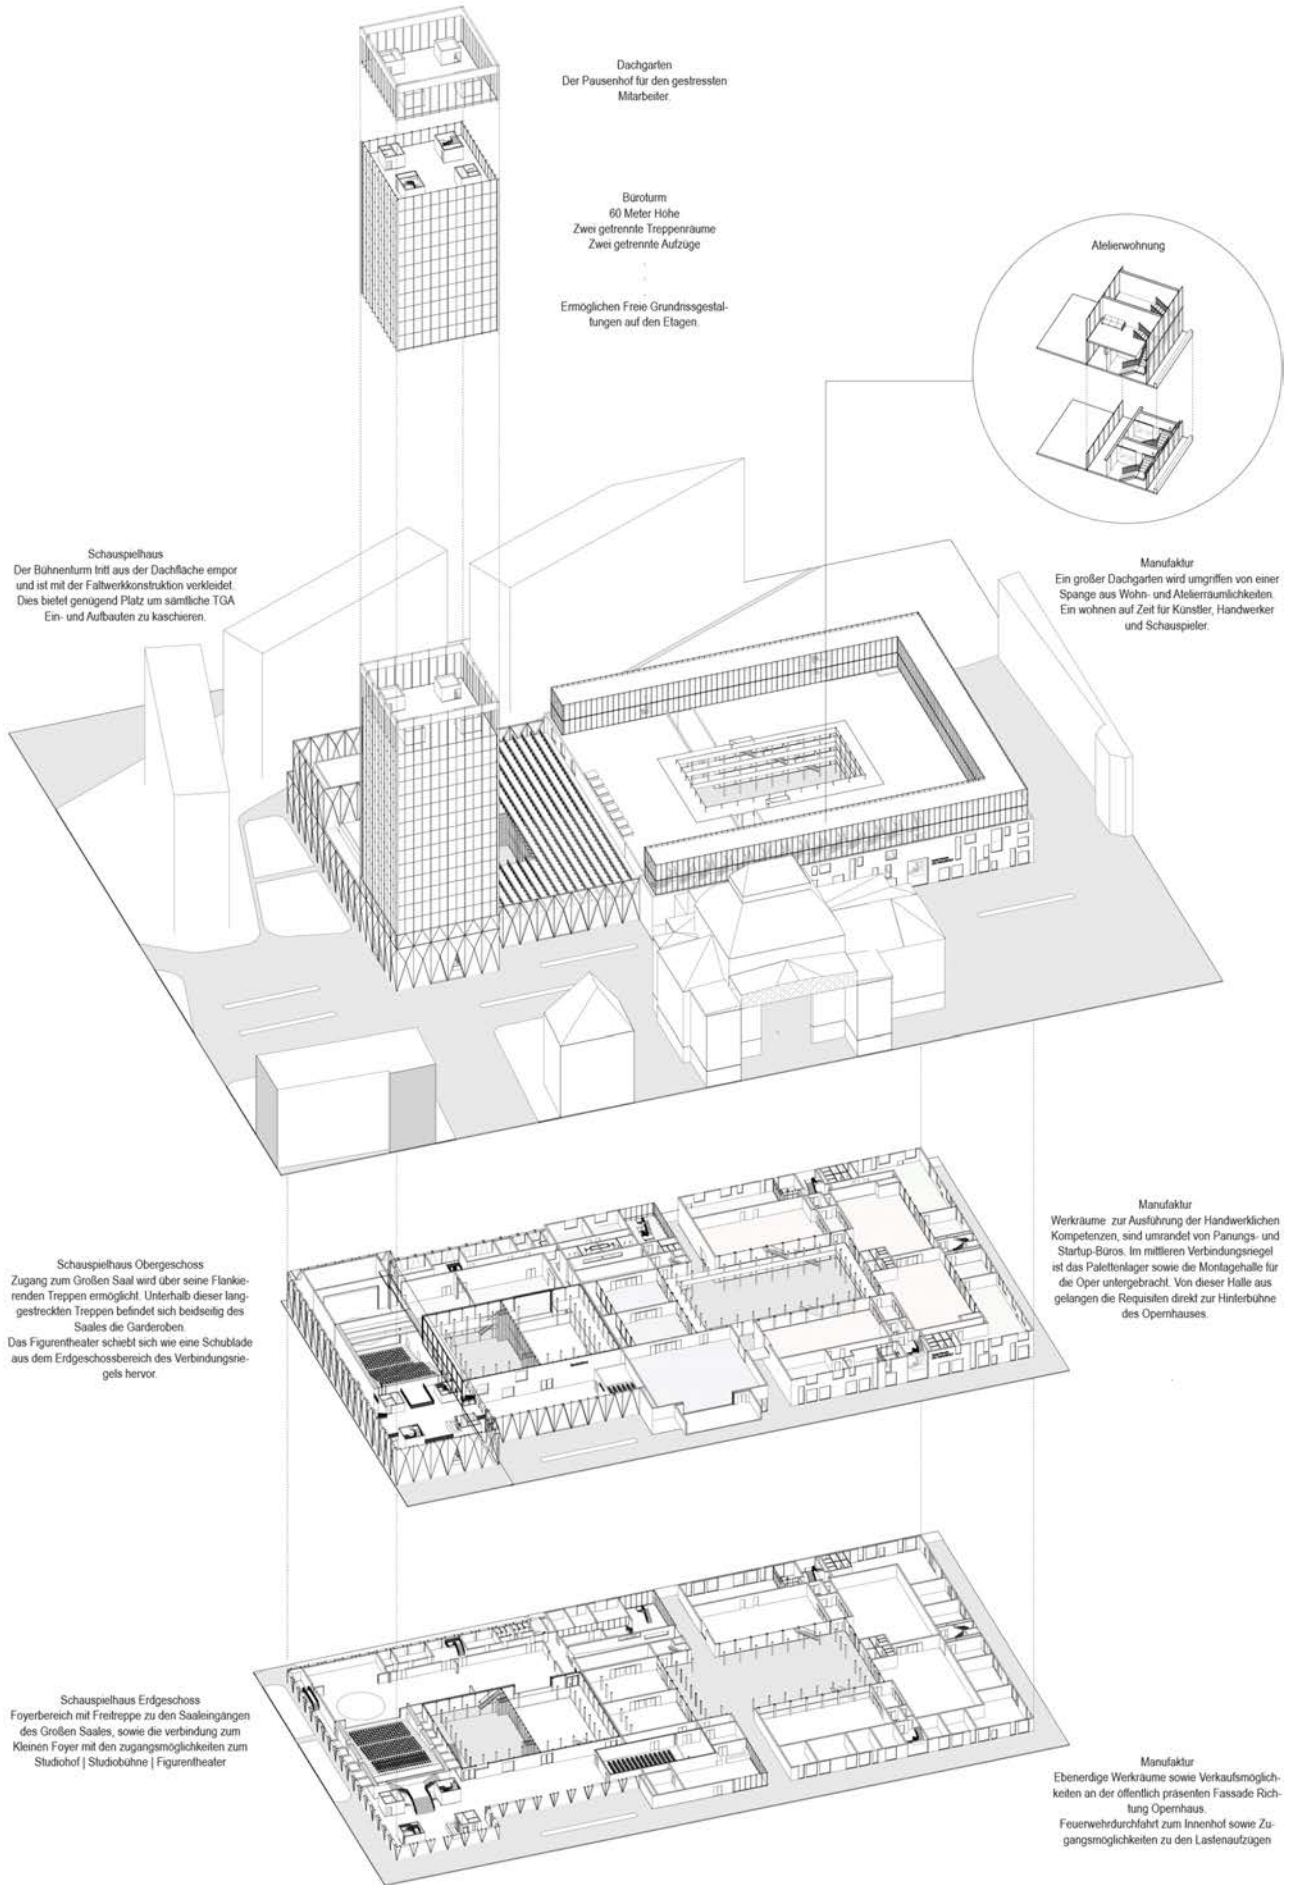 Dachgarten
Der Pausenhof für den gestressten
Mitarbeiter.
Büroturm
60 Meter Höhe
Zwei getrennte Treppenräume
Zwei getrennte Aufzüge
.
.
.
Ermöglichen Freie Grundrissgestal-
tungen auf den Etagen.
Atelierwohnung
Schauspielhaus
Der Bühnenturm tritt aus der Dachfläche empor
und ist mit der Faltwerkkonstruktion verkleidet.
Dies bietet genügend Platz um sämtliche TGA
Ein- und Aufbauten zu kaschieren.
Manufaktur
Ein großer Dachgarten wird umgriffen von einer
Spange aus Wohn- und Atelierräumlichkeiten.
Ein wohnen auf Zeit für Künstler, Handwerker
und Schauspieler.
Schauspielhaus Obergeschoss
Zugang zum Großen Saal wird über seine Flankie-
renden Treppen ermöglicht. Unterhalb dieser lang-
gestreckten Treppen befindet sich beidseitig des
Saales die Garderoben.
Das Figurentheater schiebt sich wie eine Schublade
aus dem Erdgeschossbereich des Verbindungsrie-
gels hervor.
Manufaktur
Werkräume zur Ausführung der Handwerklichen
Kompetenzen, sind umrandet von Panungs- und
Startup-Büros. Im mittleren Verbindungsriegel
ist das Palettenlager sowie die Montagehalle für
die Oper untergebracht. Von dieser Halle aus
gelangen die Requisiten direkt zur Hinterbühne
des Opernhauses.
Schauspielhaus Erdgeschoss
Foyerbereich mit Freitreppe zu den Saaleingängen
des Großen Saales, sowie die verbindung zum
Kleinen Foyer mit den zugangsmöglichkeiten zum
Studiohof | Studiobühne | Figurentheater
Manufaktur
Ebenerdige Werkräume sowie Verkaufsmöglich-
keiten an der öffentlich präsenten Fassade Rich-
tung Opernhaus.
Feuerwehrdurchfahrt zum Innenhof sowie Zu-
gangsmöglichkeiten zu den Lastenaufzügen